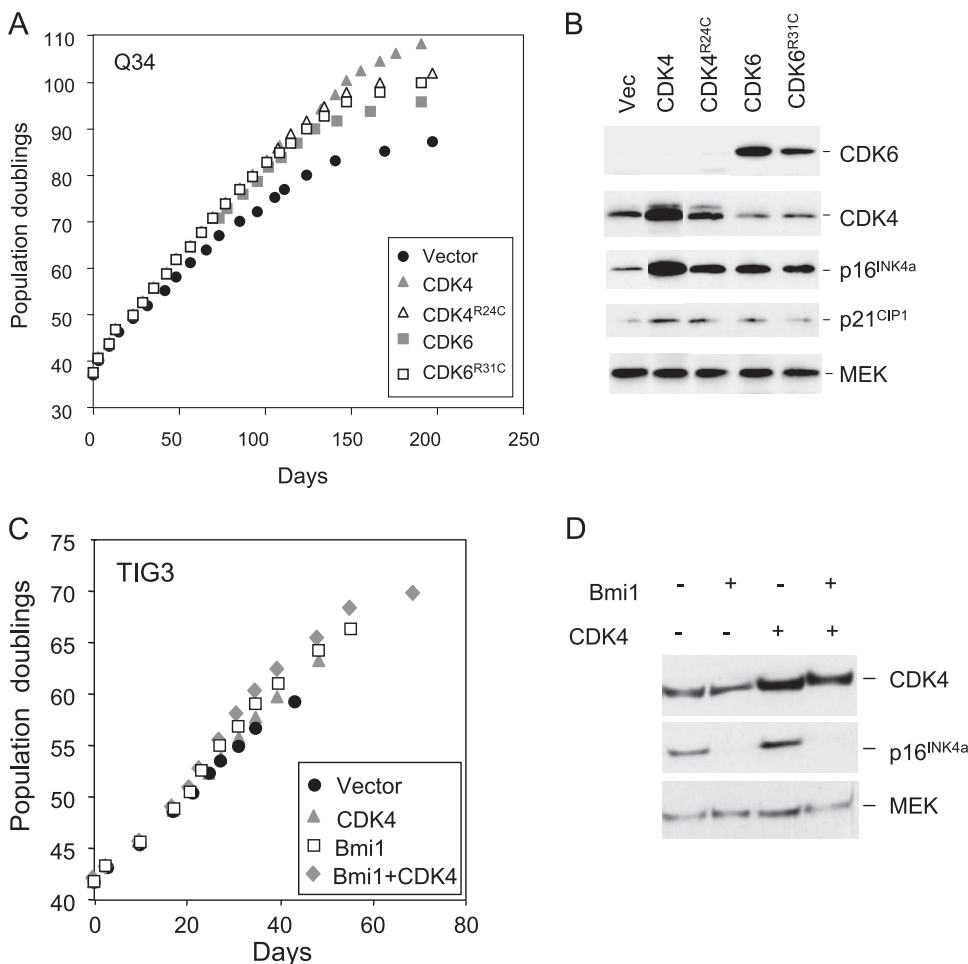 A
Q34
Population doublings
110
100
90
80
70
60
50
40
30
0
50
100
150
200
250
Days
Vector
CDK4
CDK4R24C
CDK6
CDK6R31C
B
Vec
CDK4
CDK4R24C
CDK6
CDK6R31C
- CDK6
- CDK4
- p16INK4a
- p21CIP1
- MEK
C
TIG3
Population doublings
75
70
65
60
55
50
45
40
0
20
40
60
80
Days
Vector
CDK4
Bmi1
Bmi1+CDK4
D
Bmi1 - + - +
CDK4 - - + +
- CDK4
- p16INK4a
- MEK